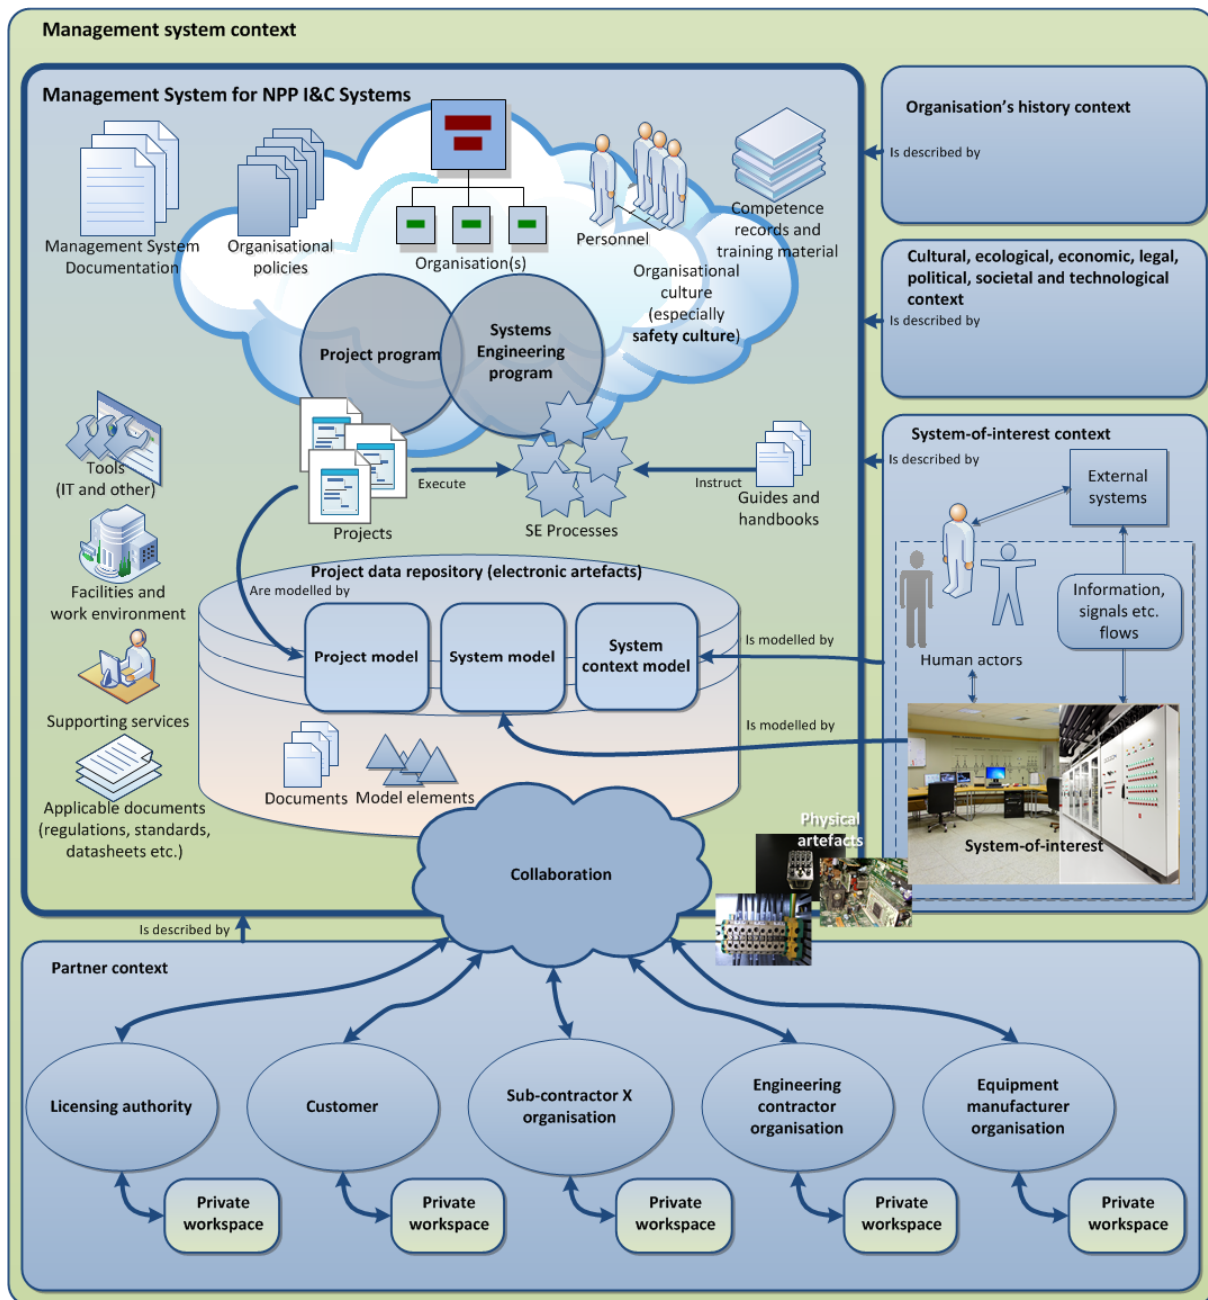 Management system context
Management System for NPP I&C Systems
Organisation's history context
Is described by
Management System
Documentation
Organisational
policies
Organisation(s)
Personnel
Competence
records and
training material
Organisational
culture
(especially
safety culture)
Cultural, ecological, economic, legal,
political, societal and technological
context
Is described by
Project program
Systems
Engineering
program
System-of-interest context
Is described by
External
systems
Tools
(IT and other)
Execute
Instruct
Projects
SE Processes
Guides and
handbooks
Facilities and
work environment
Project data repository (electronic artefacts)
Are modelled by
Project model
System model
System
context model
Is modelled by
Information,
signals etc.
flows
Human actors
Supporting services
Is modelled by
Applicable documents
(regulations, standards,
datasheets etc.)
Documents
Model elements
Physical
artefacts
System-of-interest
Collaboration
Is described by
Partner context
Licensing authority
Customer
Sub-contractor X
organisation
Engineering
contractor
organisation
Equipment
manufacturer
organisation
Private
workspace
Private
workspace
Private
workspace
Private
workspace
Private
workspace